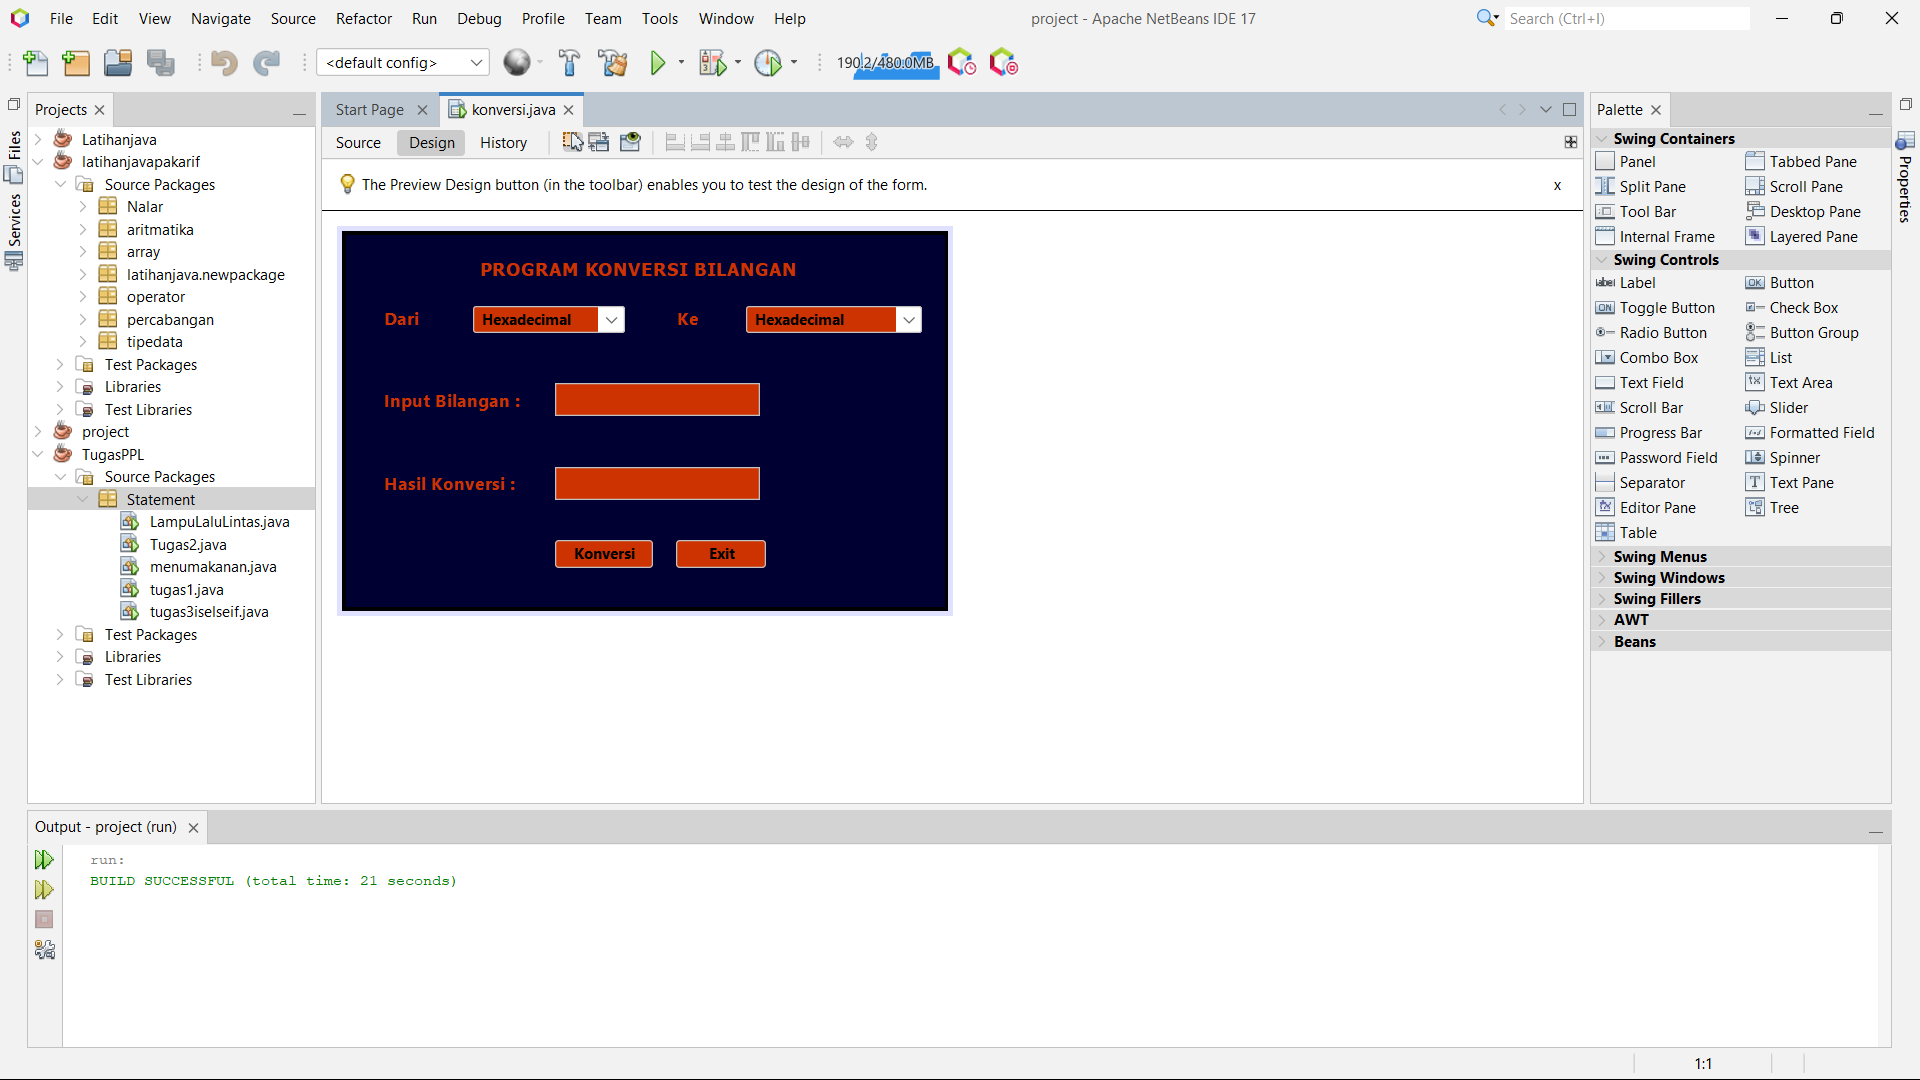 File Edit View Navigate Source Refactor Run Debug Profile Team Tools Window Help
project - Apache NetBeans IDE 17
Search (Ctrl+I)
<default config>
190.2/480.0MB
Files
Services
Projects
Latihanjava
latihanjavapakarif
Source Packages
Nalar
aritmatika
array
latihanjava.newpackage
operator
percabangan
tipedata
Test Packages
Libraries
Test Libraries
project
TugasPPL
Source Packages
Statement
LampuLaluLintas.java
Tugas2.java
menumakanan.java
tugas1.java
tugas3iselseif.java
Test Packages
Libraries
Test Libraries
Start Page
konversi.java
Source Design History
The Preview Design button (in the toolbar) enables you to test the design of the form.
x
PROGRAM KONVERSI BILANGAN
Dari Hexadecimal Ke Hexadecimal
Input Bilangan :
Hasil Konversi :
Konversi Exit
Palette
Swing Containers
Panel Tabbed Pane
Split Pane Scroll Pane
Tool Bar Desktop Pane
Internal Frame Layered Pane
Swing Controls
Label Button
Toggle Button Check Box
Radio Button Button Group
Combo Box List
Text Field Text Area
Scroll Bar Slider
Progress Bar Formatted Field
Password Field Spinner
Separator Text Pane
Editor Pane Tree
Table
Swing Menus
Swing Windows
Swing Fillers
AWT
Beans
Properties
Output - project (run)
run:
BUILD SUCCESSFUL (total time: 21 seconds)
1:1